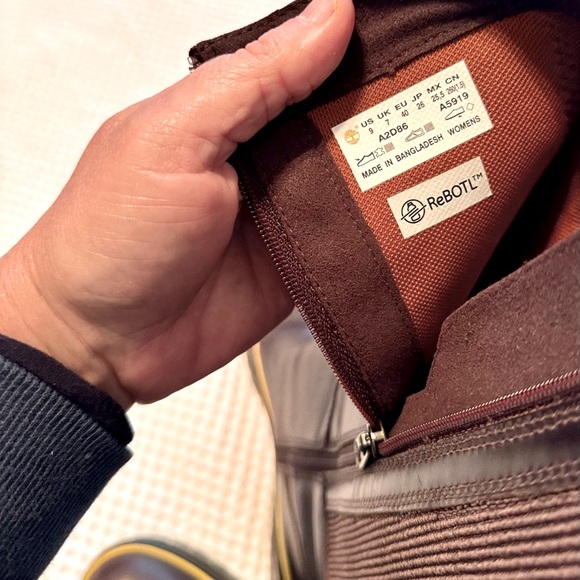 US UK EU JP MX CN
9 7 40 26 25,5 260(1.5)
A2D86 A5919
MADE IN BANGLADESH WOMENS
ReBOTL™